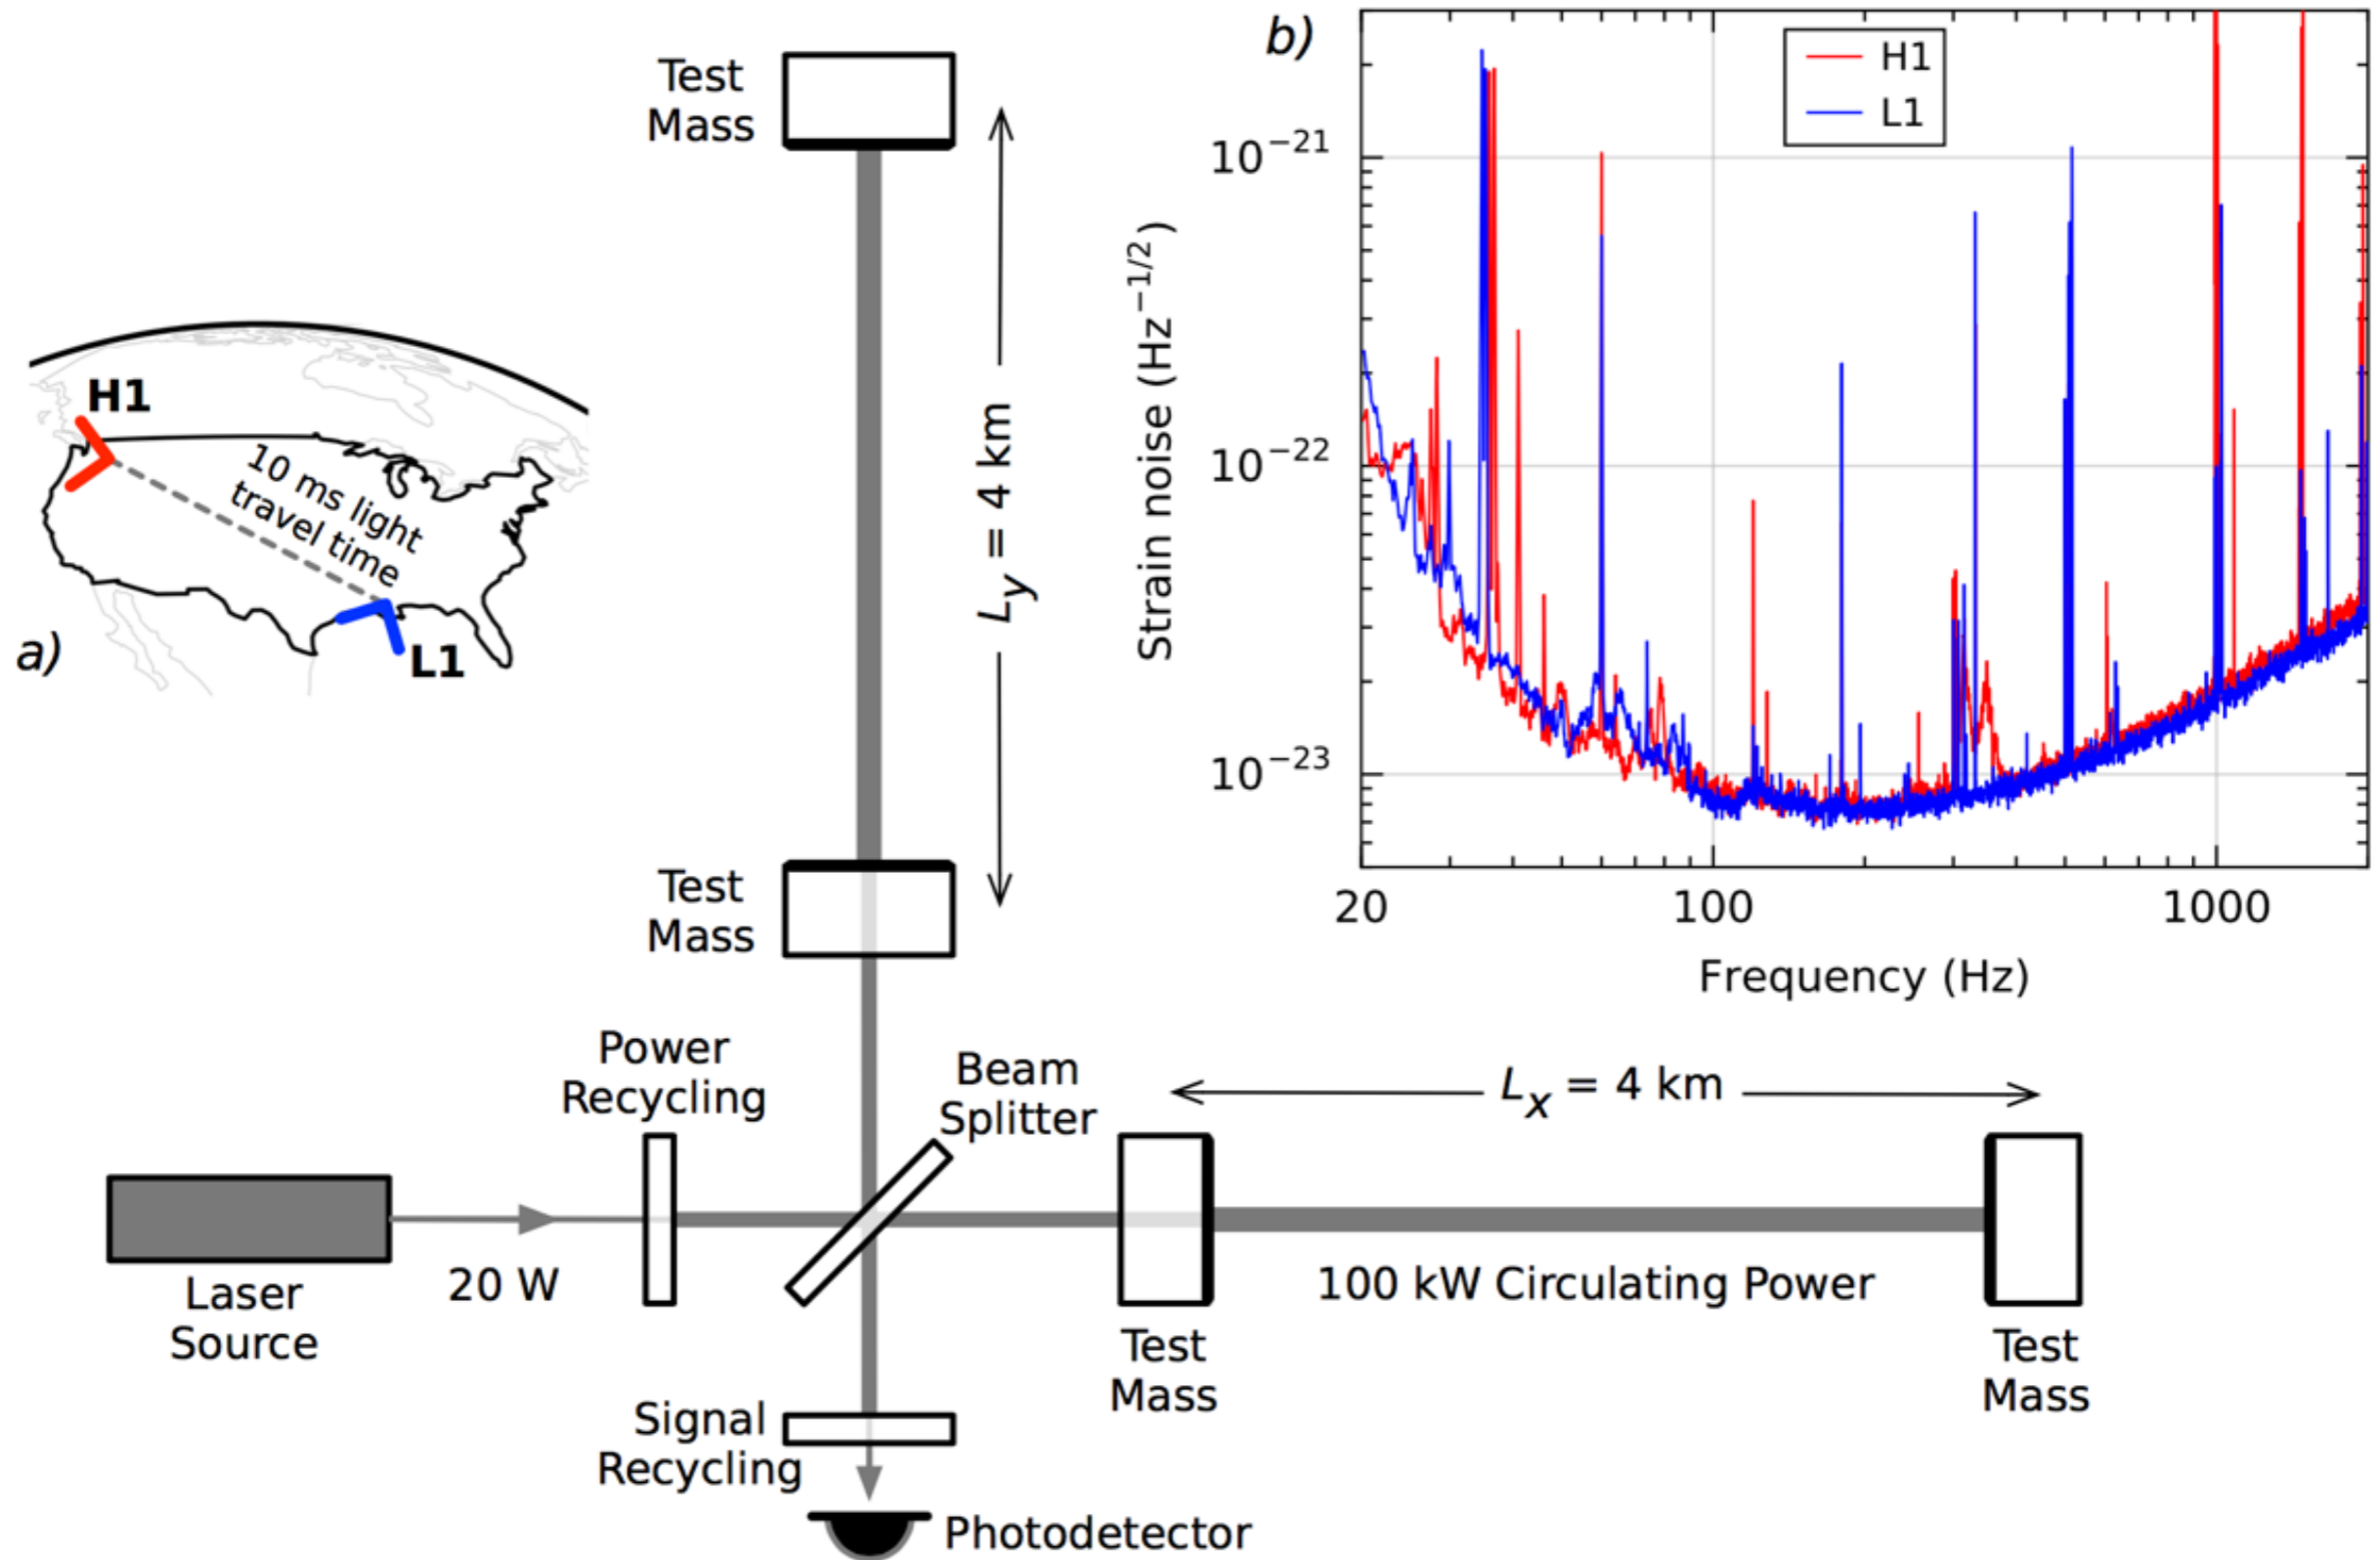 a)
H1
10 ms light
travel time
L1
Test
Mass
L_y = 4 km
Test
Mass
Power
Recycling
Beam
Splitter
L_x = 4 km
Laser
Source
20 W
100 kW Circulating Power
Test
Mass
Test
Mass
Signal
Recycling
Photodetector
b)
H1
L1
Strain noise (Hz^{-1/2})
10^{-21}
10^{-22}
10^{-23}
20 100 1000
Frequency (Hz)